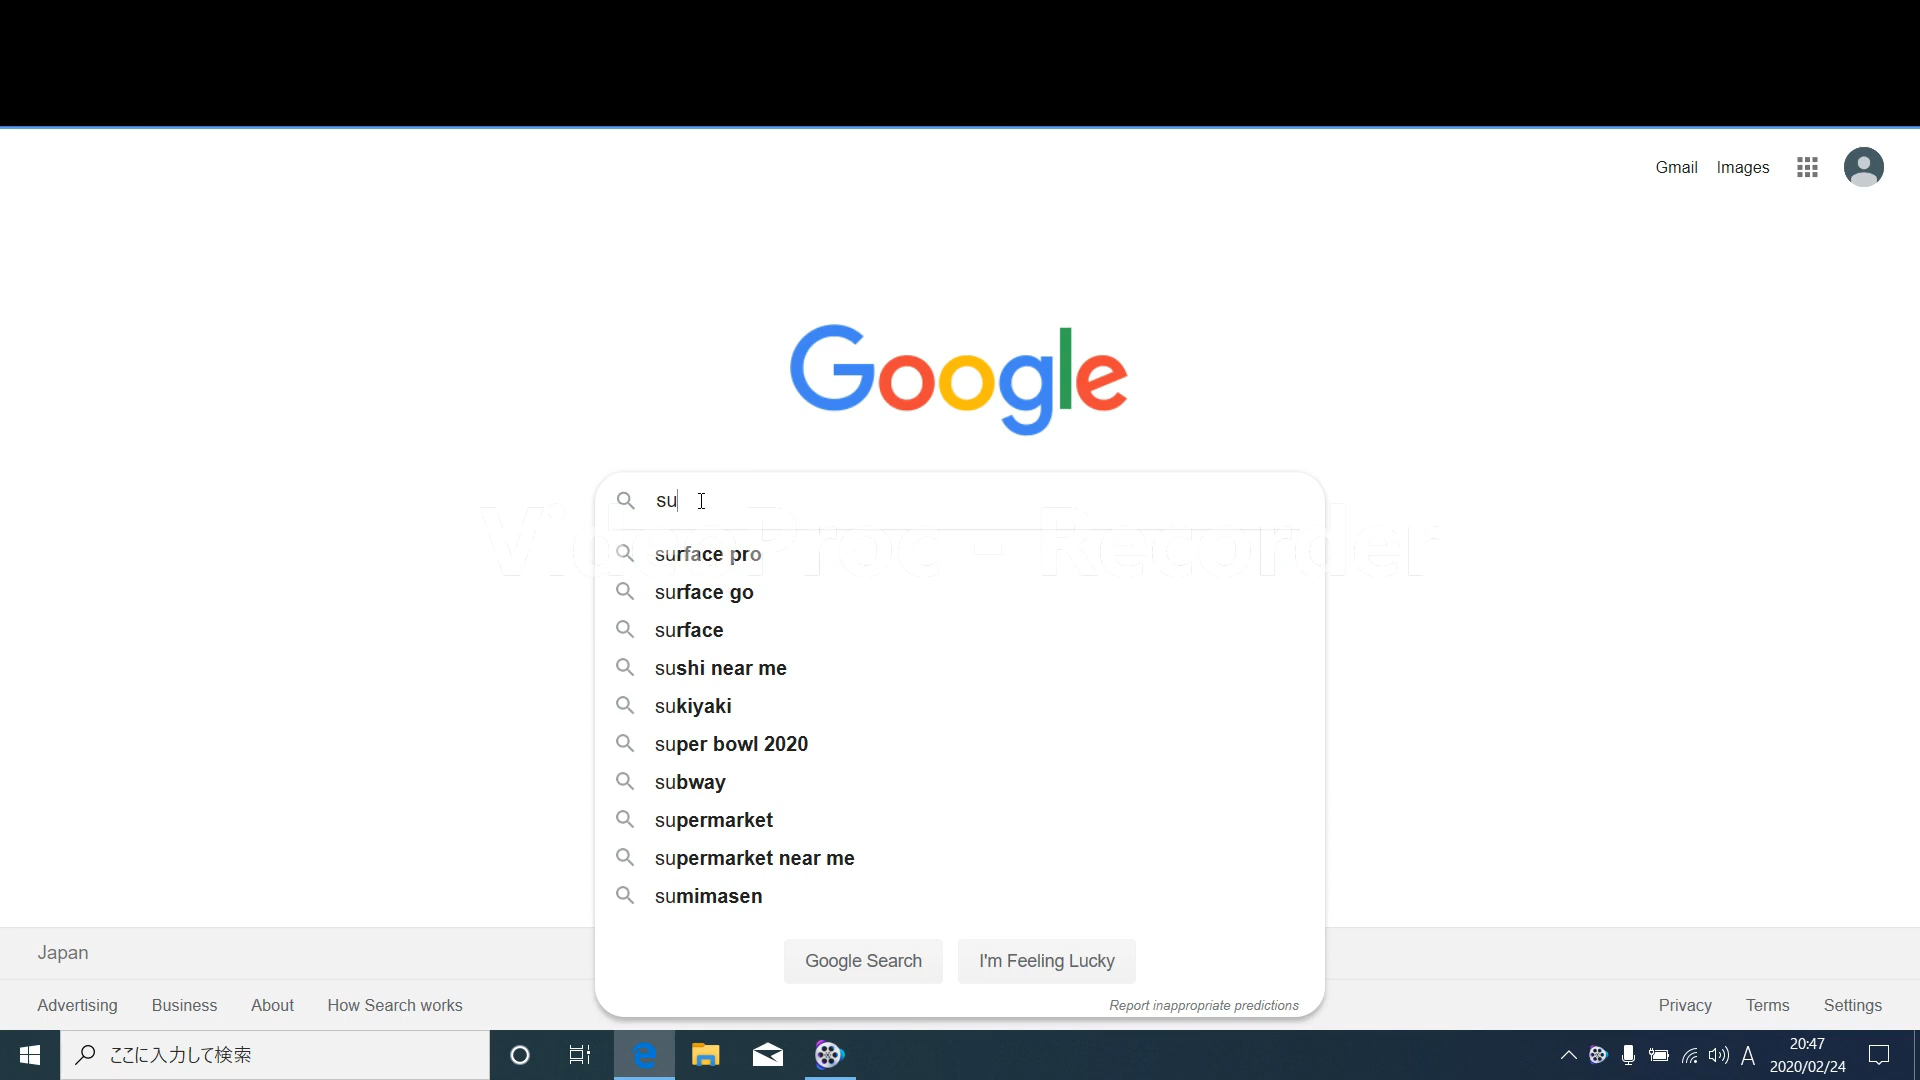 Gmail Images
Google
su
surface pro
surface go
surface
sushi near me
sukiyaki
super bowl 2020
subway
supermarket
supermarket near me
sumimasen
VideoProc - Recorder
Google Search I'm Feeling Lucky
Report inappropriate predictions
Japan
Advertising Business About How Search works
Privacy Terms Settings
ここに入力して検索
A
20:47
2020/02/24